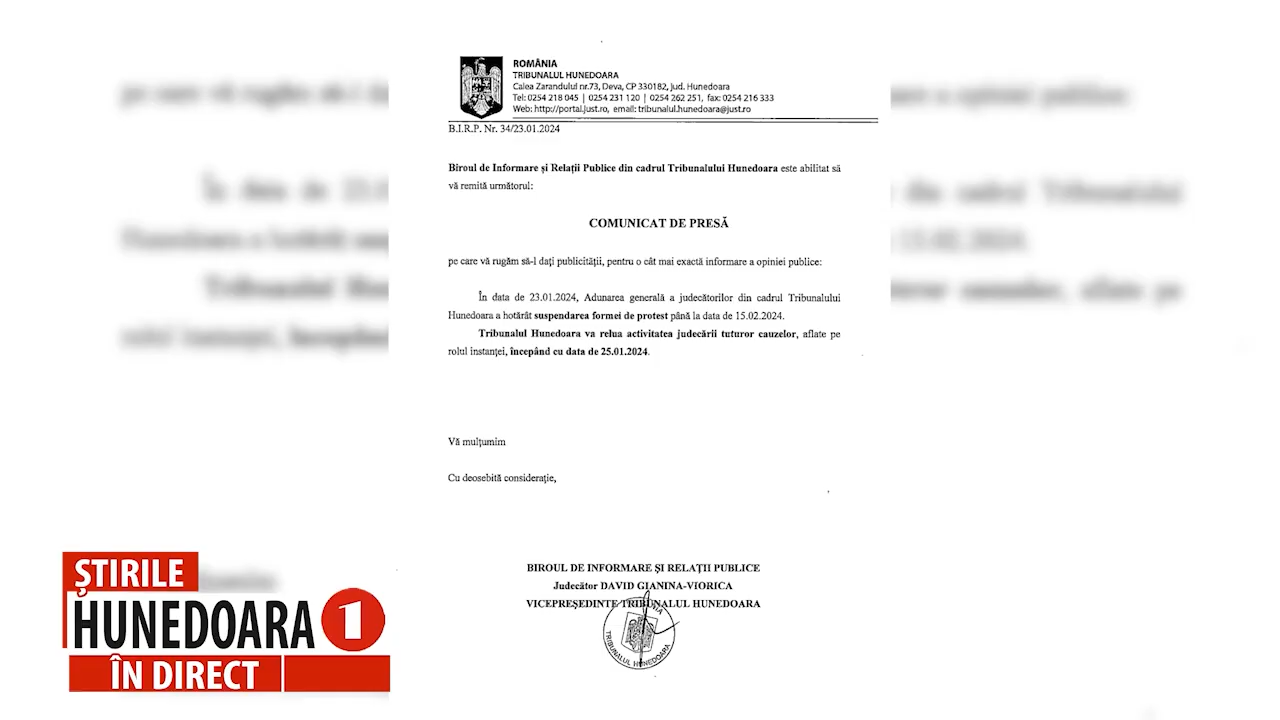 ROMÂNIA
TRIBUNALUL HUNEDOARA
Calea Zarandului nr.73, Deva, CP 330182, jud. Hunedoara
Tel: 0254 218 045 | 0254 231 120 | 0254 262 251, fax: 0254 216 333
Web: http://portal.just.ro, email: tribunalul.hunedoara@just.ro
B.I.R.P. Nr. 34/23.01.2024
Biroul de Informare și Relații Publice din cadrul Tribunalului Hunedoara este abilitat să
vă remită următorul:
COMUNICAT DE PRESĂ
pe care vă rugăm să-l dați publicității, pentru o cât mai exactă informare a opiniei publice:
În data de 23.01.2024, Adunarea generală a judecătorilor din cadrul Tribunalului
Hunedoara a hotărât suspendarea formei de protest până la data de 15.02.2024.
Tribunalul Hunedoara va relua activitatea judecării tuturor cauzelor, aflate pe
rolul instanței, începând cu data de 25.01.2024.
Vă mulțumim
Cu deosebită considerație,
BIROUL DE INFORMARE ȘI RELAȚII PUBLICE
Judecător DAVID GIANINA-VIORICA
VICEPREȘEDINTE TRIBUNALUL HUNEDOARA
TRIBUNALUL HUNEDOARA
ȘTIRILE
HUNEDOARA 1
ÎN DIRECT